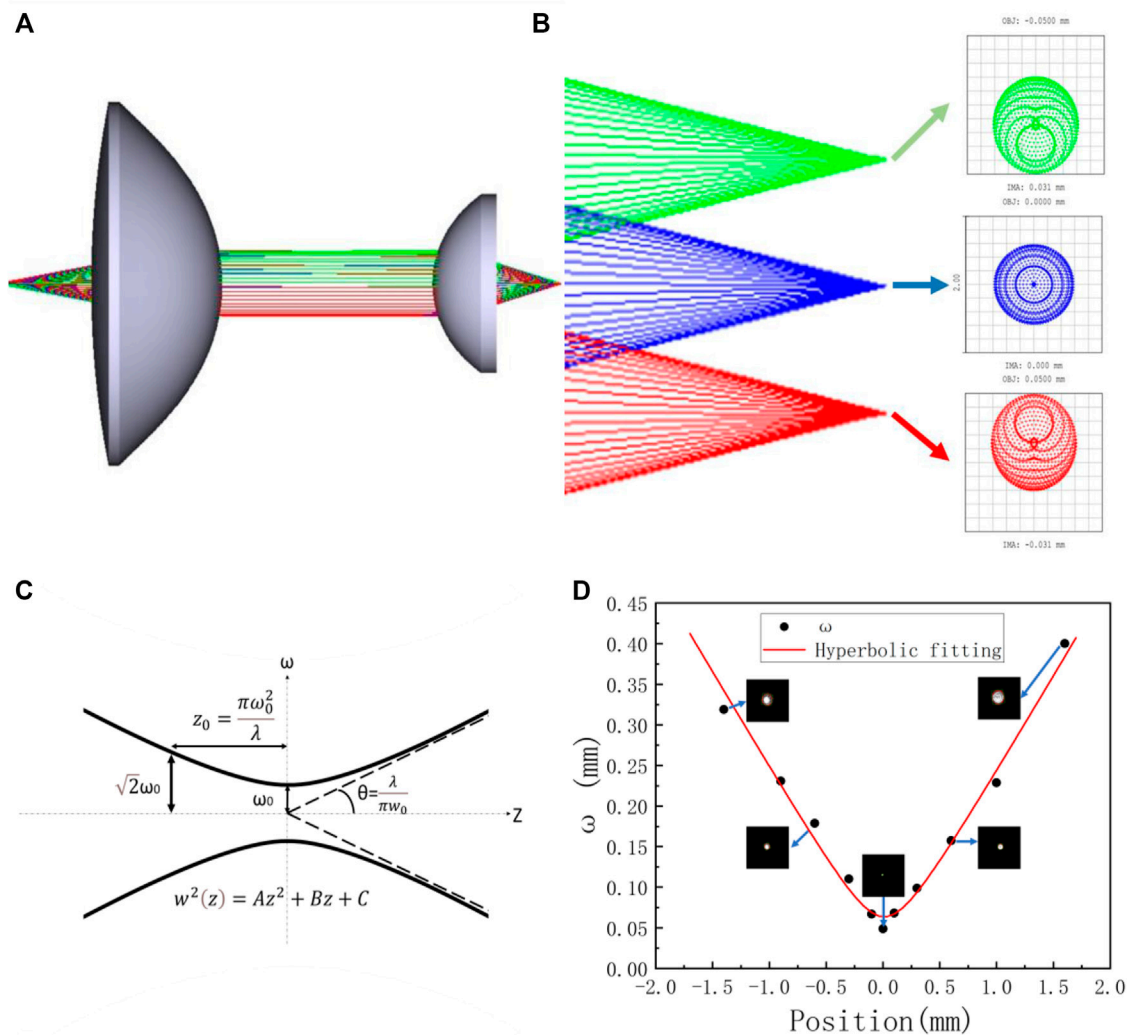 A
B
OBJ: -0.0500 mm
IMA: 0.031 mm
OBJ: 0.0000 mm
2.00
IMA: 0.000 mm
OBJ: 0.0500 mm
IMA: -0.031 mm
C
ω
z₀ = πω₀²/λ
√2ω₀
ω₀
θ=λ/πw₀
Z
w²(z) = Az² + Bz + C
D
ω (mm)
0.45
0.40
0.35
0.30
0.25
0.20
0.15
0.10
0.05
0.00
ω
Hyperbolic fitting
-2.0 -1.5 -1.0 -0.5 0.0 0.5 1.0 1.5 2.0
Position(mm)